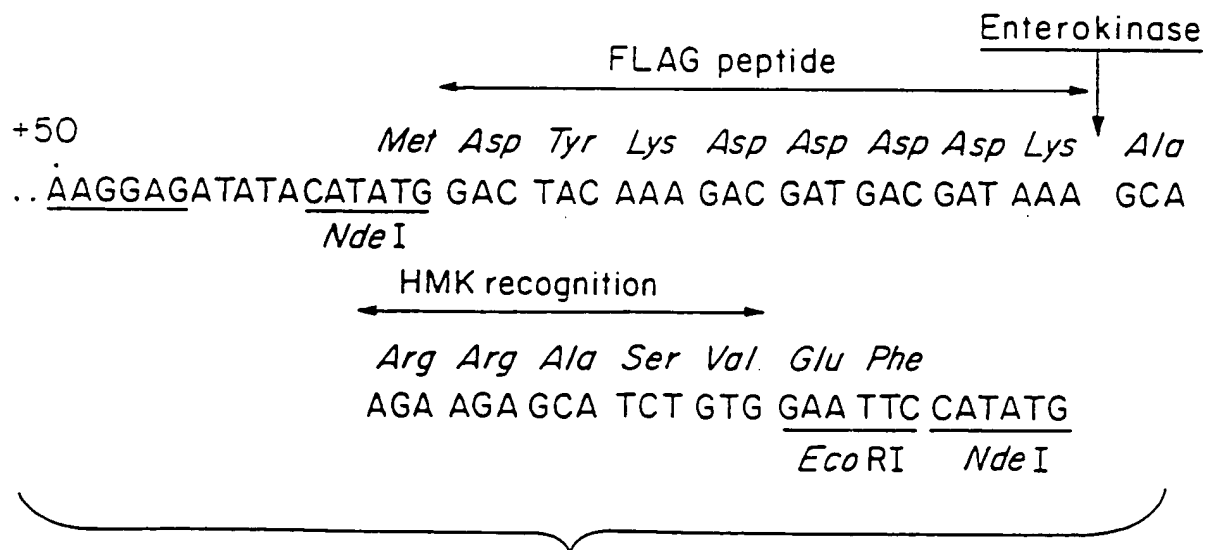 Enterokinase
FLAG peptide
+50
Met Asp Tyr Lys Asp Asp Asp Asp Lys Ala
..AAGGAGATATACATATG GAC TAC AAA GAC GAT GAC GAT AAA GCA
NdeI
HMK recognition
Arg Arg Ala Ser Val Glu Phe
AGA AGA GCA TCT GTG GAA TTC CATATG
EcoRI NdeI